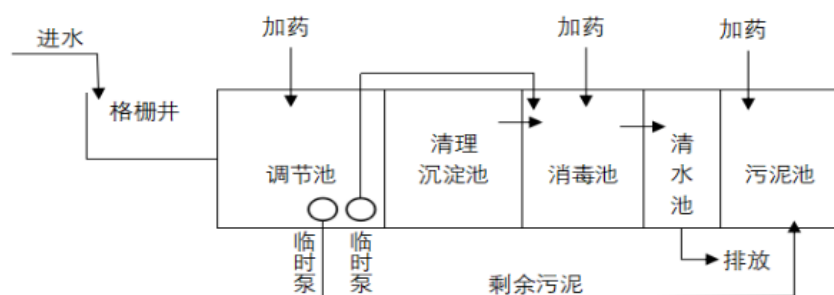 进水
加药
加药
加药
格栅井
调节池
清理
沉淀池
消毒池
清
水
池
污泥池
临
时
泵
临
时
泵
排放
剩余污泥